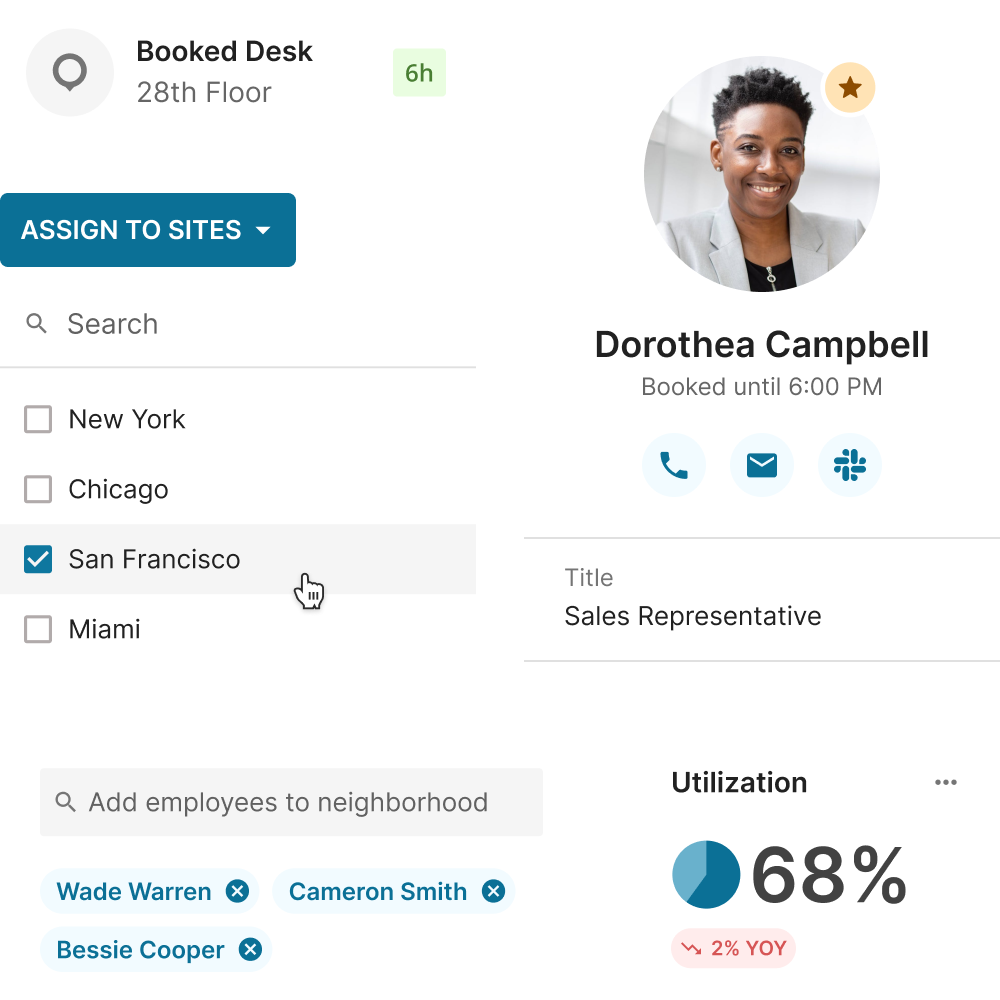 Booked Desk
28th Floor
6h
ASSIGN TO SITES
Search
New York
Chicago
San Francisco
Miami
Dorothea Campbell
Booked until 6:00 PM
Title
Sales Representative
Add employees to neighborhood
Wade Warren
Cameron Smith
Bessie Cooper
Utilization
68%
2% YOY